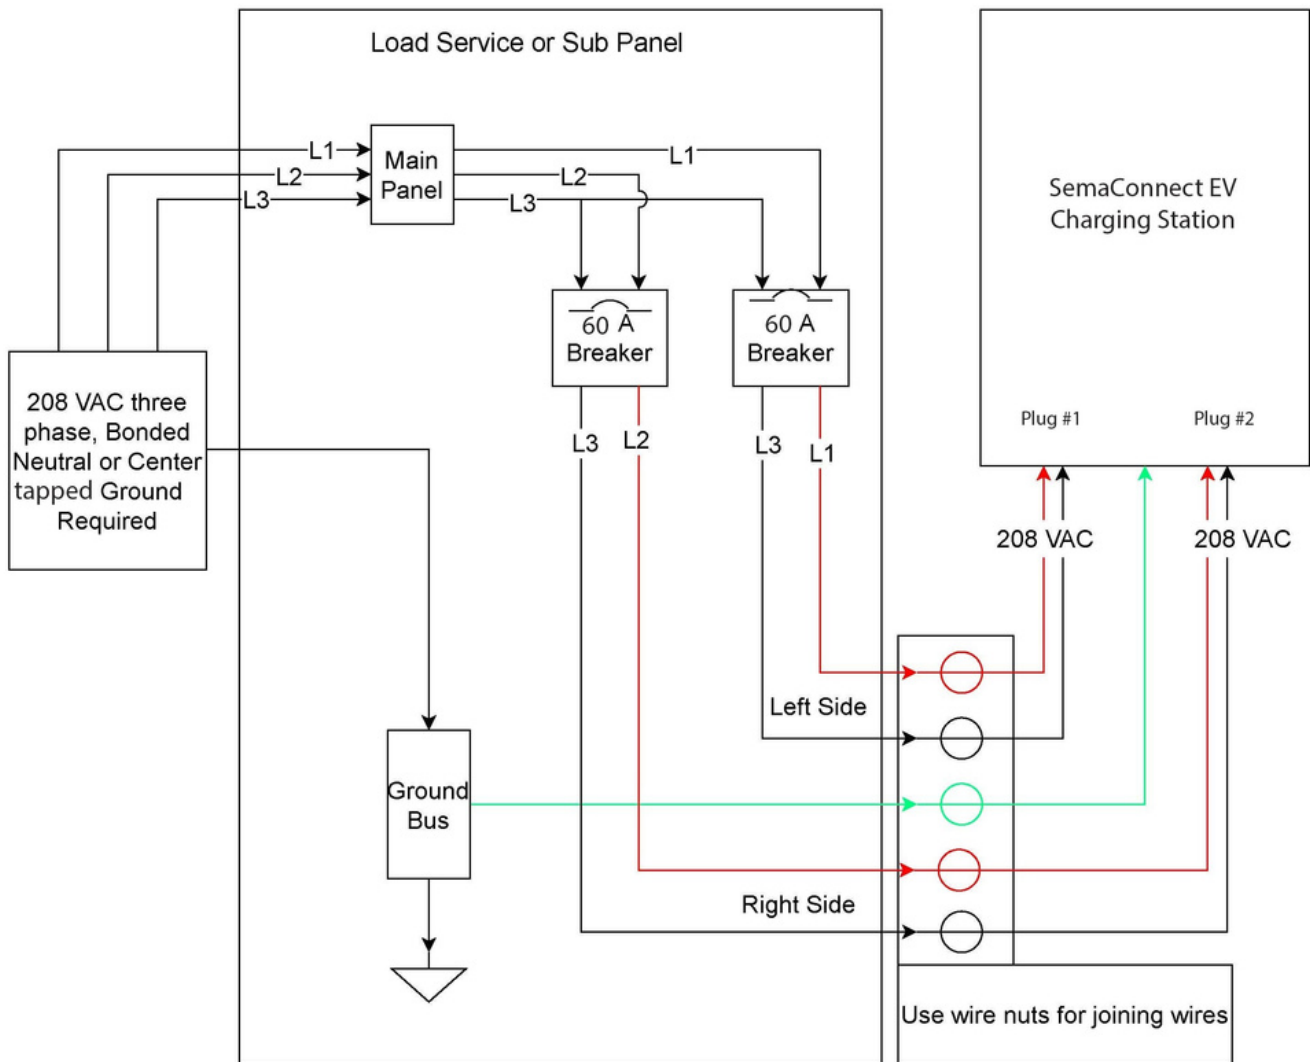 Load Service or Sub Panel
L1
L2
L3
Main
Panel
L1
L2
L3
SemaConnect EV
Charging Station
60 A
Breaker
60 A
Breaker
208 VAC three
phase, Bonded
Neutral or Center
tapped Ground
Required
L3
L2
L3
L1
Plug #1
Plug #2
208 VAC
208 VAC
Left Side
Ground
Bus
Right Side
Use wire nuts for joining wires